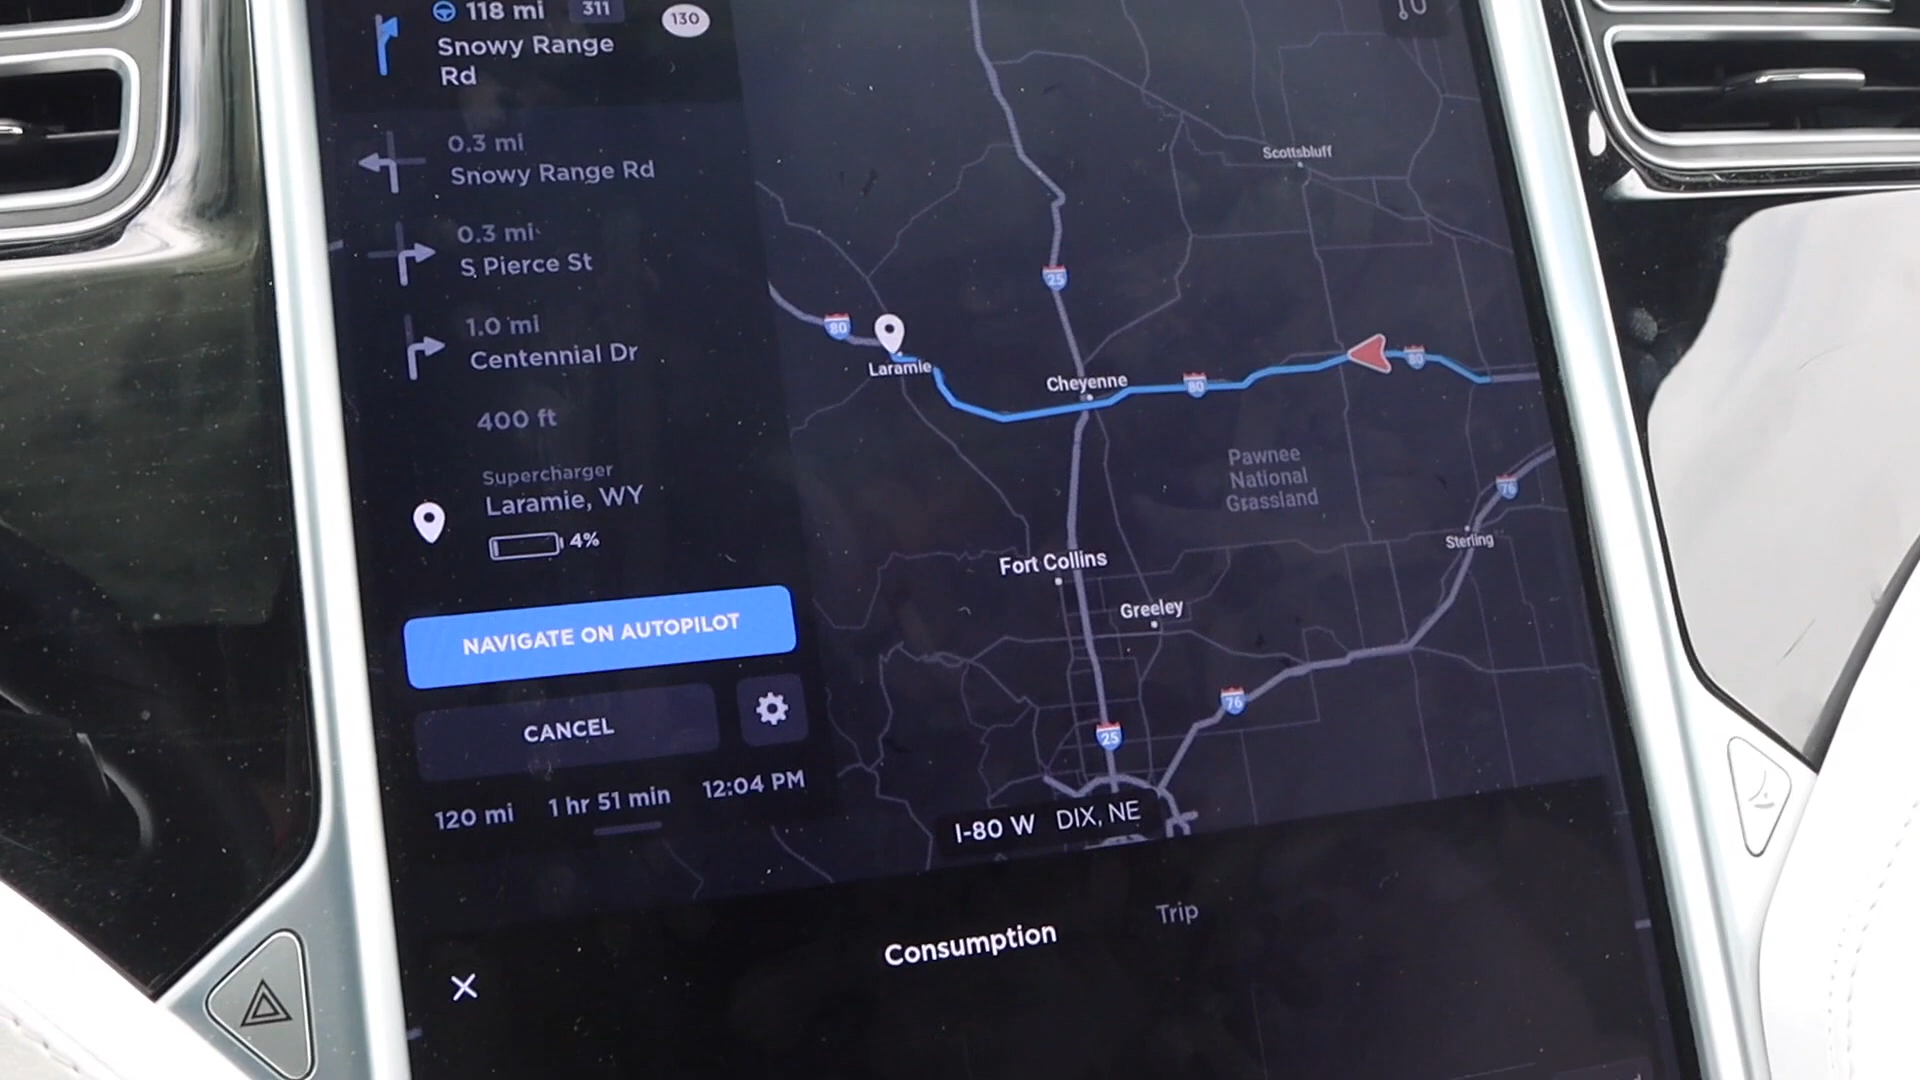 118 mi
311
130
Snowy Range
Rd
0.3 mi
Snowy Range Rd
0.3 mi
S Pierce St
1.0 mi
Centennial Dr
400 ft
Supercharger
Laramie, WY
4%
NAVIGATE ON AUTOPILOT
CANCEL
120 mi
1 hr 51 min
12:04 PM
Scottsbluff
25
80
Laramie
Cheyenne
80
80
Pawnee
National
Grassland
76
Sterling
Fort Collins
Greeley
76
25
I-80 W DIX, NE
Consumption
Trip